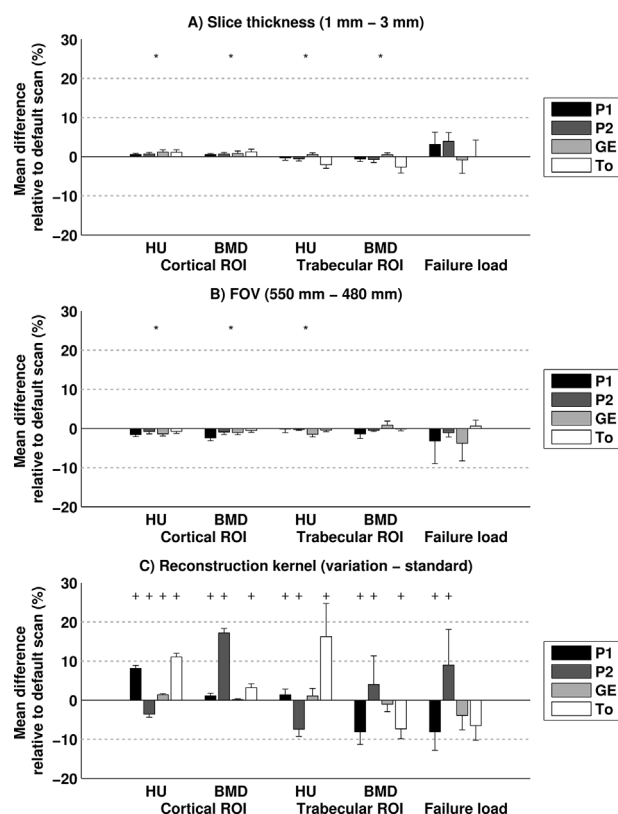 A) Slice thickness (1 mm − 3 mm)
Mean difference
relative to default scan (%)
30
20
10
0
−10
−20
* * * *
HU BMD HU BMD
Cortical ROI Trabecular ROI Failure load
P1
P2
GE
To
B) FOV (550 mm − 480 mm)
Mean difference
relative to default scan (%)
30
20
10
0
−10
−20
* * *
HU BMD HU BMD
Cortical ROI Trabecular ROI Failure load
P1
P2
GE
To
C) Reconstruction kernel (variation − standard)
Mean difference
relative to default scan (%)
30
20
10
0
−10
−20
+ + + + + + + + + + + + + + +
HU BMD HU BMD
Cortical ROI Trabecular ROI Failure load
P1
P2
GE
To